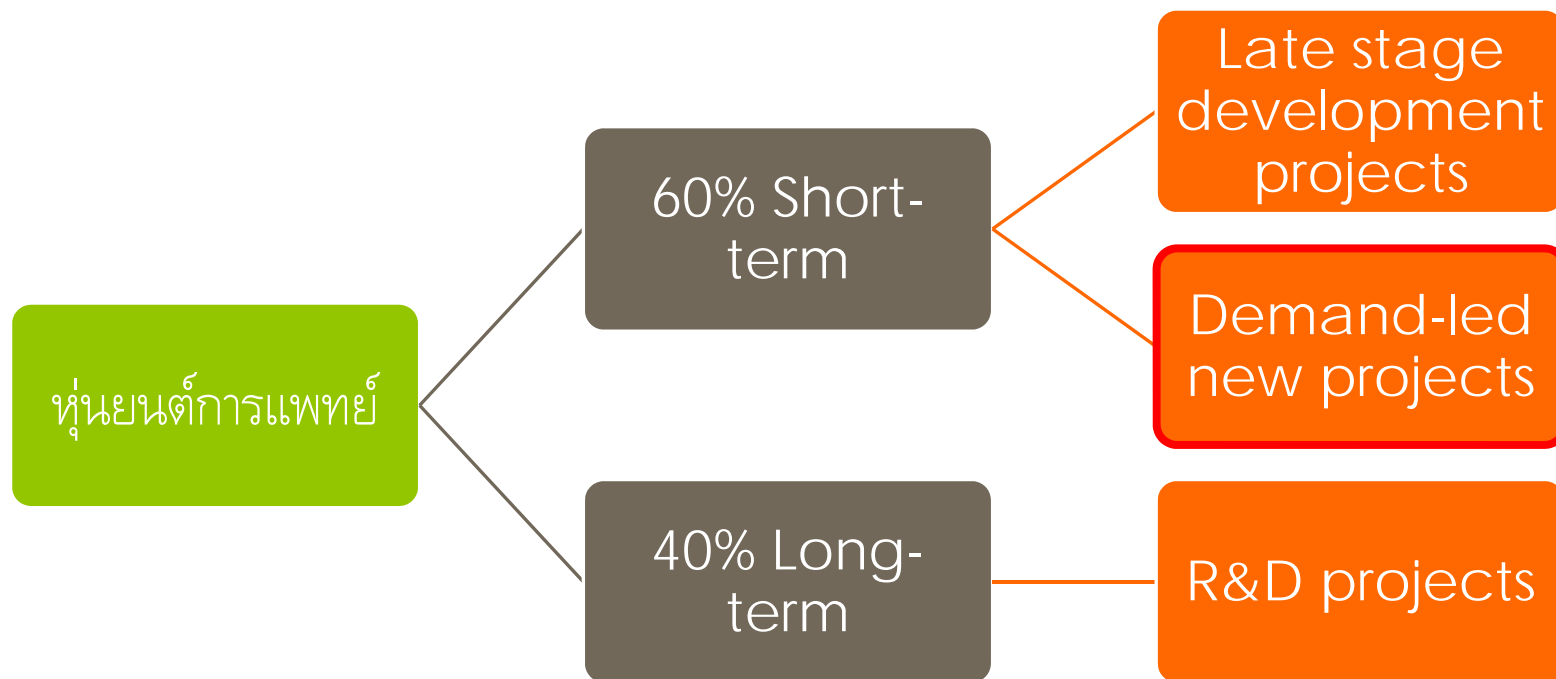 หุ่นยนต์การแพทย์
60% Short-
term
40% Long-
term
Late stage
development
projects
Demand-led
new projects
R&D projects